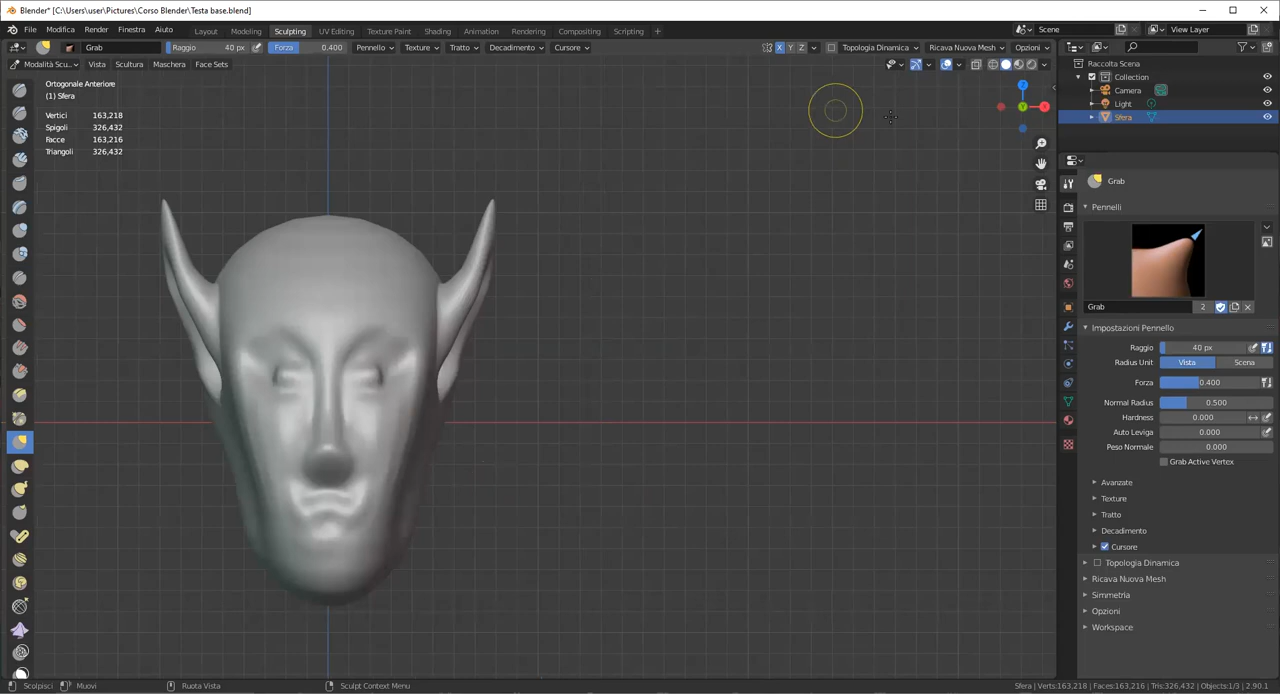 Blender* [C:\Users\user\Pictures\Corso Blender\Testa base.blend]
File Modifica Render Finestra Aiuto Layout Modeling Sculpting UV Editing Texture Paint Shading Animation Rendering Compositing Scripting + Scene View Layer
Grab Raggio 40 px Forza 0.400 Pennello Texture Tratto Decadimento Cursore X Y Z Topologia Dinamica Ricava Nuova Mesh Opzioni
Modalità Scu... Vista Scultura Maschera Face Sets
Raccolta Scena
Collection
Camera
Light
Sfera
Ortogonale Anteriore
(1) Sfera
Vertici 163,218
Spigoli 326,432
Facce 163,216
Triangoli 326,432
Z
Y
X
Grab
Pennelli
Grab 2
Impostazioni Pennello
Raggio 40 px
Radius Unit Vista Scena
Forza 0.400
Normal Radius 0.500
Hardness 0.000
Auto Leviga 0.000
Peso Normale 0.000
Grab Active Vertex
Avanzate
Texture
Tratto
Decadimento
Cursore
Topologia Dinamica
Ricava Nuova Mesh
Simmetria
Opzioni
Workspace
Scolpisci Muovi Ruota Vista Sculpt Context Menu Sfera | Verts:163,218 | Faces:163,216 | Tris:326,432 | Objects:1/3 | 2.90.1